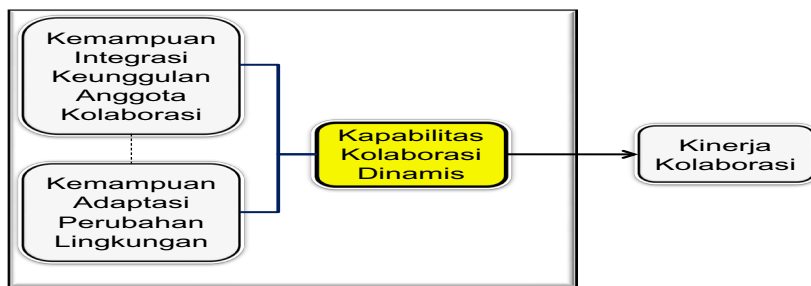 Kemampuan
Integrasi
Keunggulan
Anggota
Kolaborasi
Kemampuan
Adaptasi
Perubahan
Lingkungan
Kapabilitas
Kolaborasi
Dinamis
Kinerja
Kolaborasi